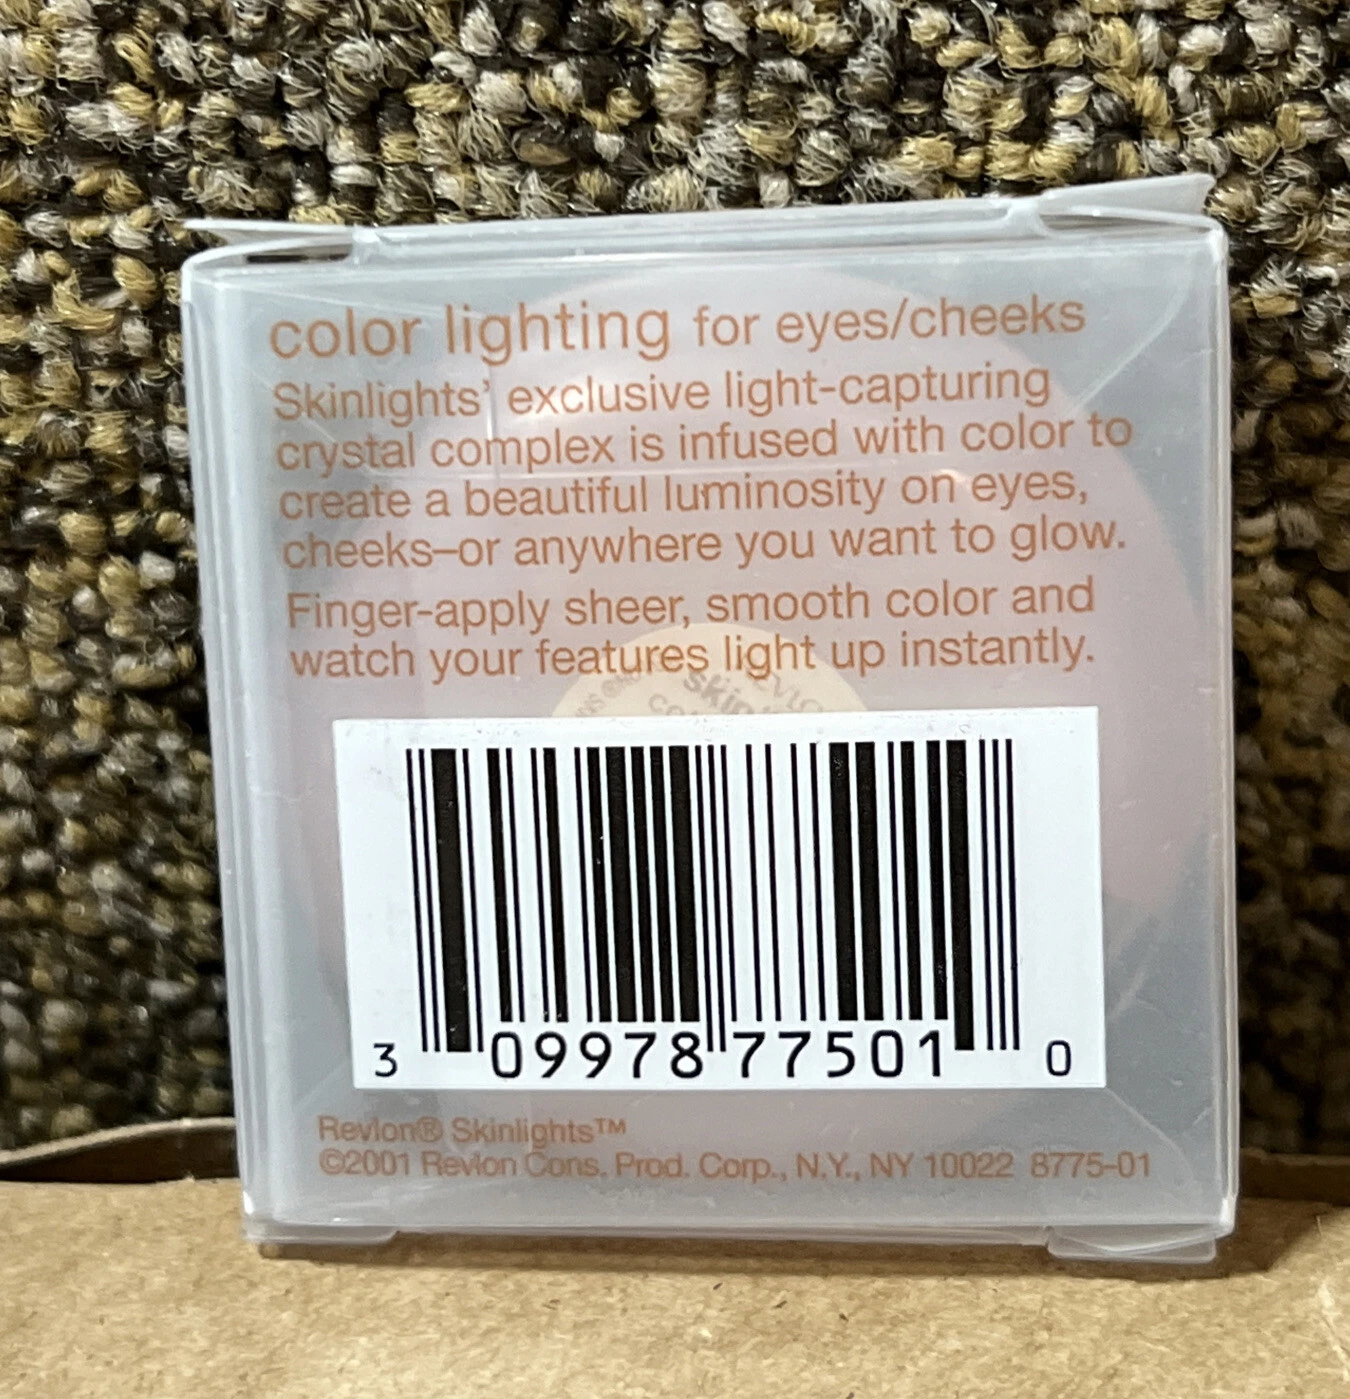 color lighting for eyes/cheeks
Skinlights' exclusive light-capturing
crystal complex is infused with color to
create a beautiful luminosity on eyes,
cheeks–or anywhere you want to glow.
Finger-apply sheer, smooth color and
watch your features light up instantly.
3 09978 77501 0
Revlon® Skinlights™
©2001 Revlon Cons. Prod. Corp., N.Y., NY 10022 8775-01